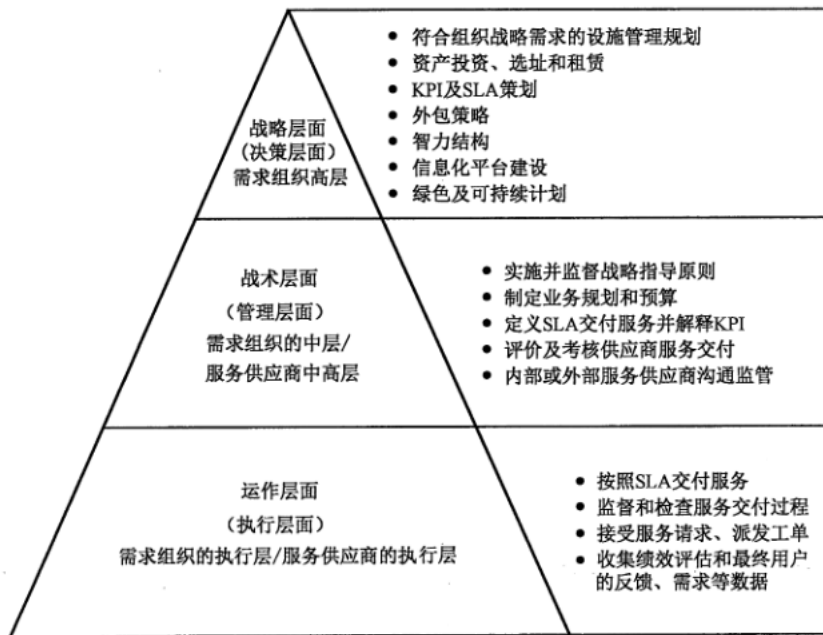 战略层面
（决策层面）
需求组织高层
● 符合组织战略需求的设施管理规划
● 资产投资、选址和租赁
● KPI及SLA策划
● 外包策略
● 智力结构
● 信息化平台建设
● 绿色及可持续计划
战术层面
（管理层面）
需求组织的中层/
服务供应商中高层
● 实施并监督战略指导原则
● 制定业务规划和预算
● 定义SLA交付服务并解释KPI
● 评价及考核供应商服务交付
● 内部或外部服务供应商沟通监管
运作层面
（执行层面）
需求组织的执行层/服务供应商的执行层
● 按照SLA交付服务
● 监督和检查服务交付过程
● 接受服务请求、派发工单
● 收集绩效评估和最终用户
的反馈、需求等数据